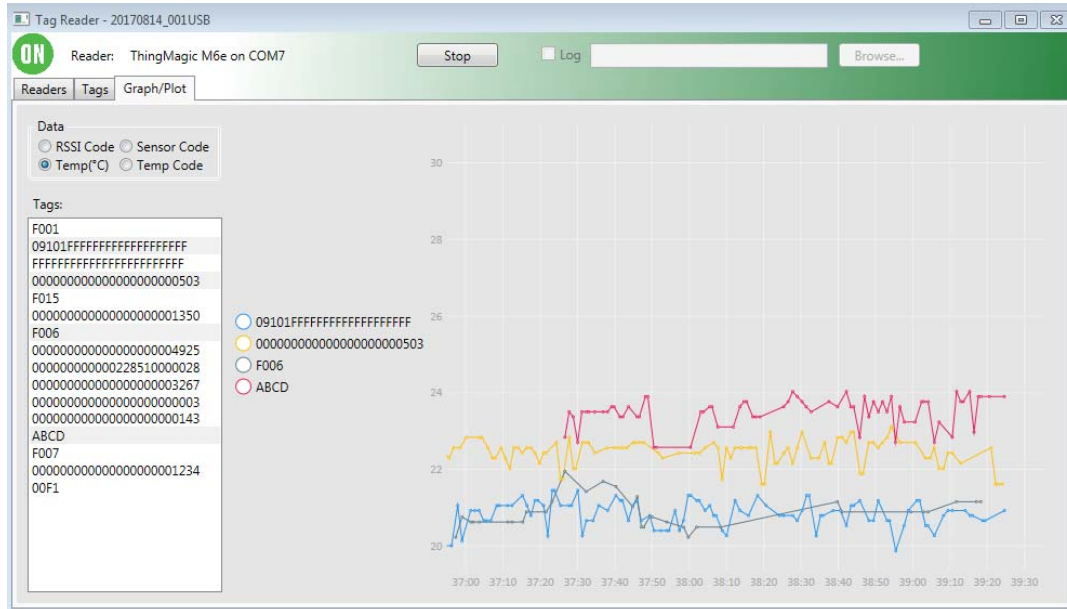 Tag Reader - 20170814_001USB
ON
Reader: ThingMagic M6e on COM7
Stop
Log
Browse...
Readers Tags Graph/Plot
Data
RSSI Code Sensor Code
Temp(°C) Temp Code
Tags:
F001
09101FFFFFFFFFFFFFFFFFFF
FFFFFFFFFFFFFFFFFFFFFFFF
000000000000000000000503
F015
000000000000000000001350
F006
000000000000000000004925
000000000000228510000028
000000000000000000003267
000000000000000000000003
000000000000000000000143
ABCD
F007
000000000000000000001234
00F1
09101FFFFFFFFFFFFFFFFFFF
000000000000000000000503
F006
ABCD
30
28
26
24
22
20
37:00 37:10 37:20 37:30 37:40 37:50 38:00 38:10 38:20 38:30 38:40 38:50 39:00 39:10 39:20 39:30